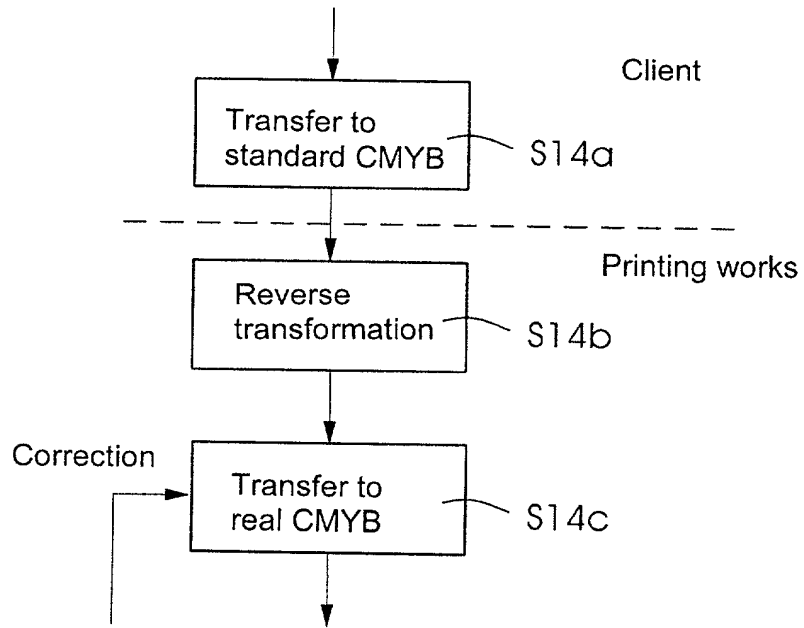 Client
Transfer to
standard CMYB
S14a
Printing works
Reverse
transformation
S14b
Correction
Transfer to
real CMYB
S14c